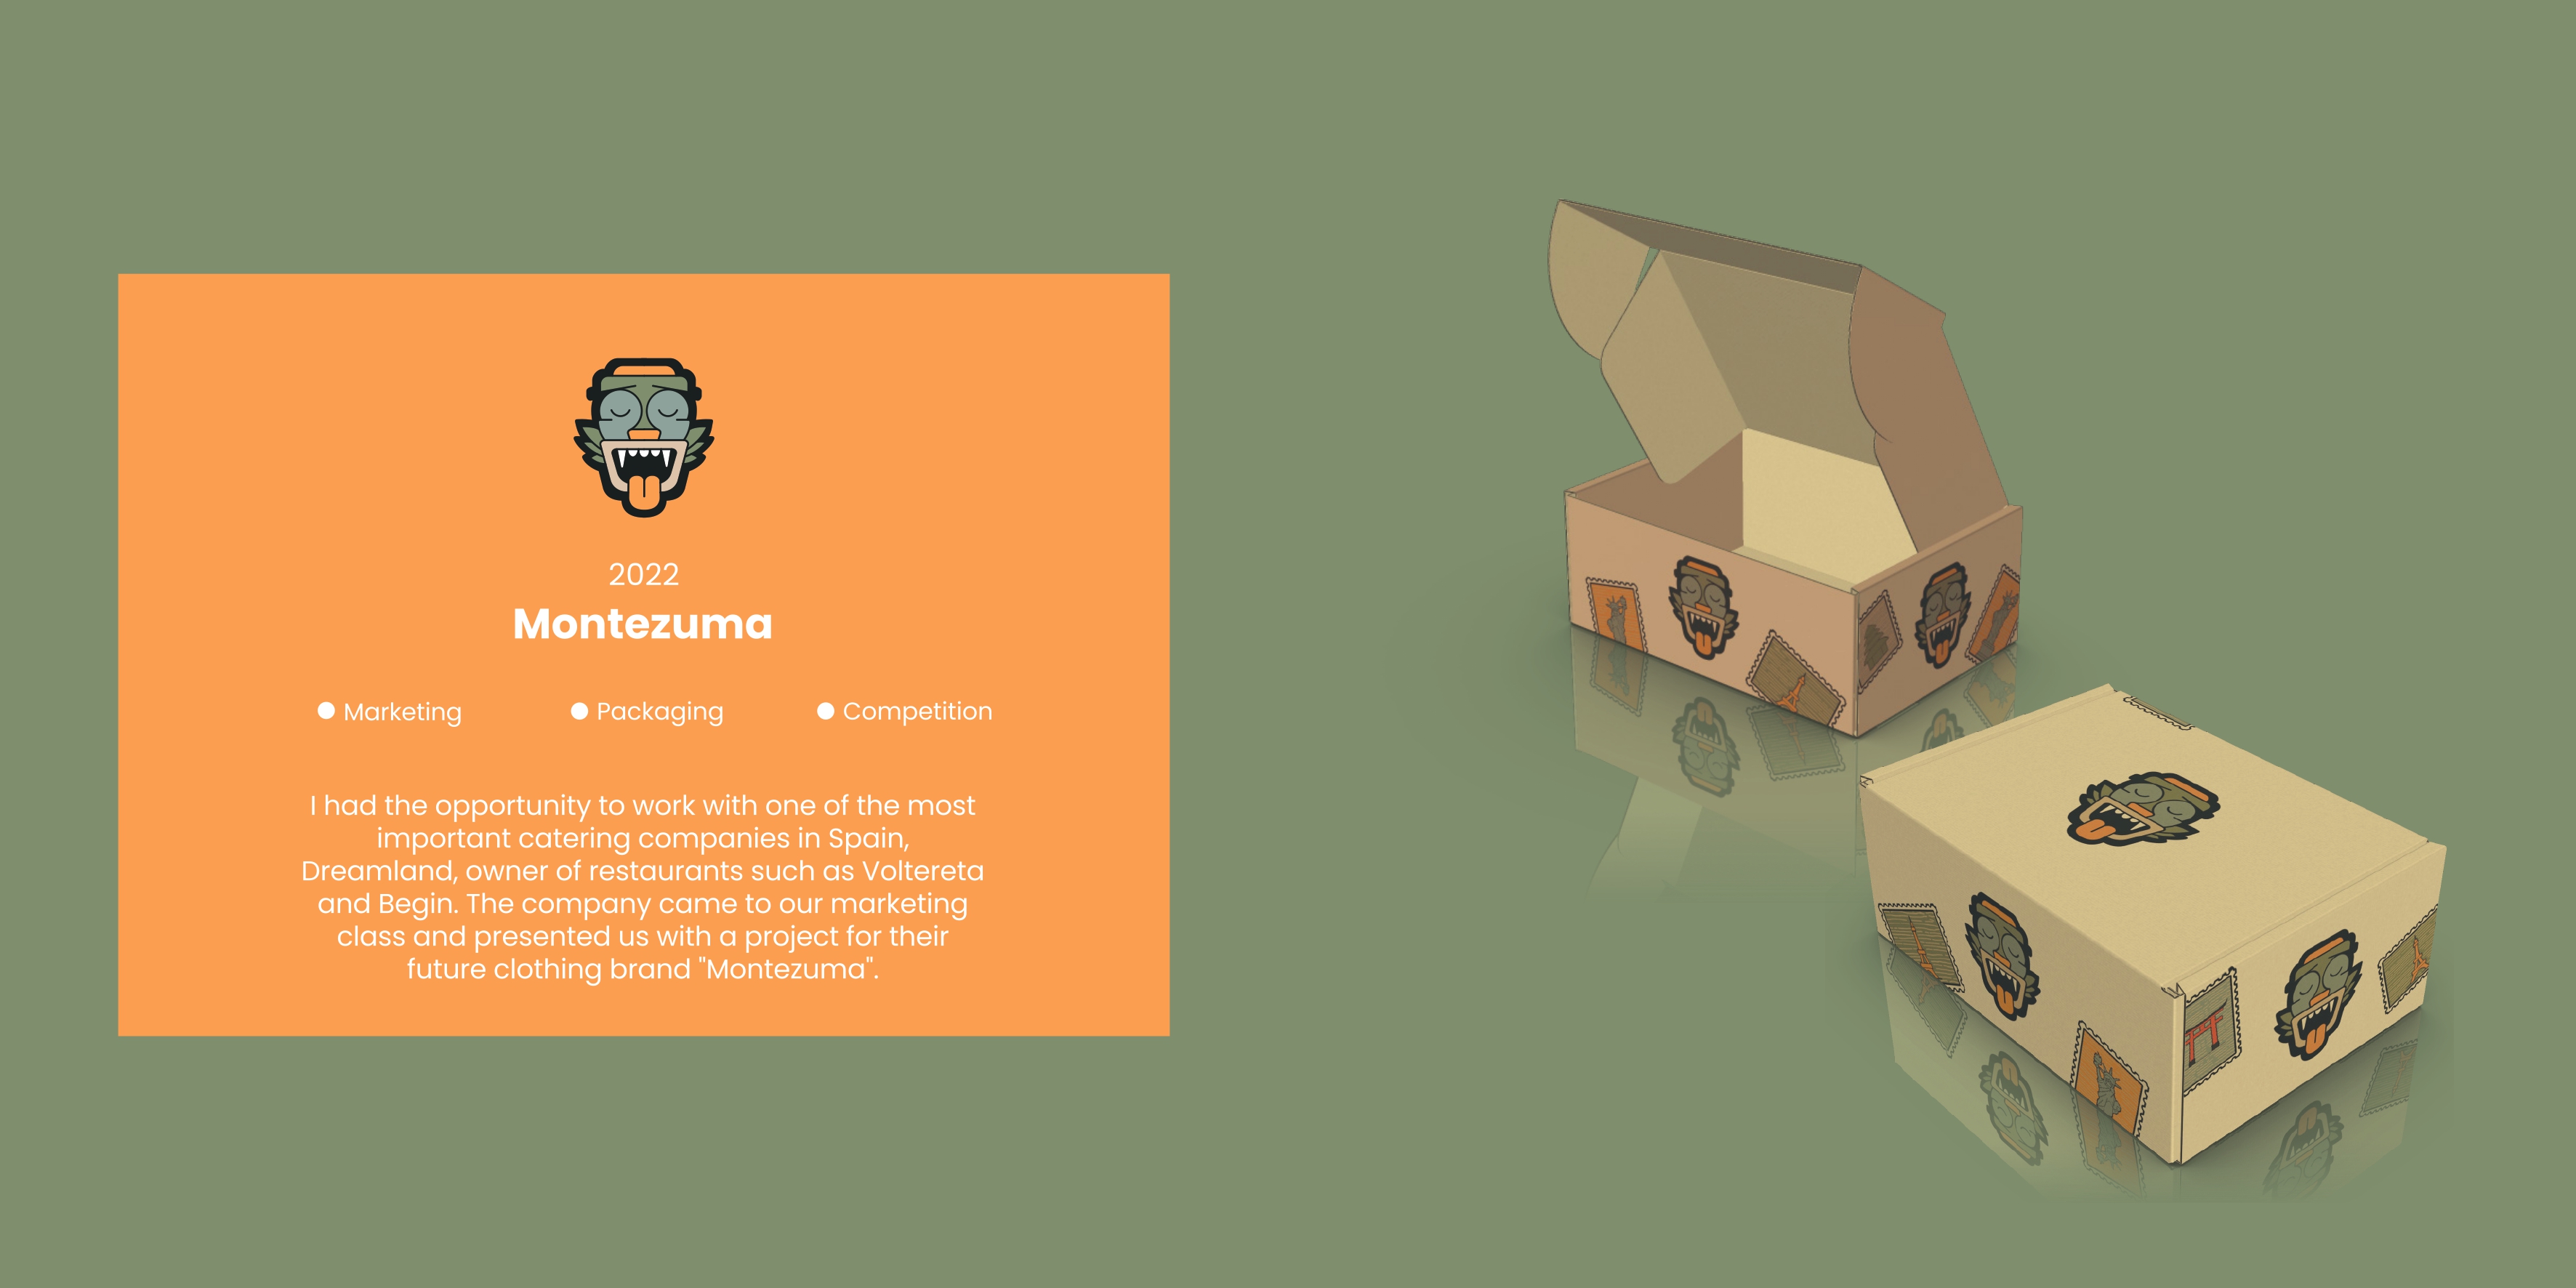 2022
Montezuma
Marketing
Packaging
Competition
I had the opportunity to work with one of the most
important catering companies in Spain,
Dreamland, owner of restaurants such as Voltereta
and Begin. The company came to our marketing
class and presented us with a project for their
future clothing brand "Montezuma".